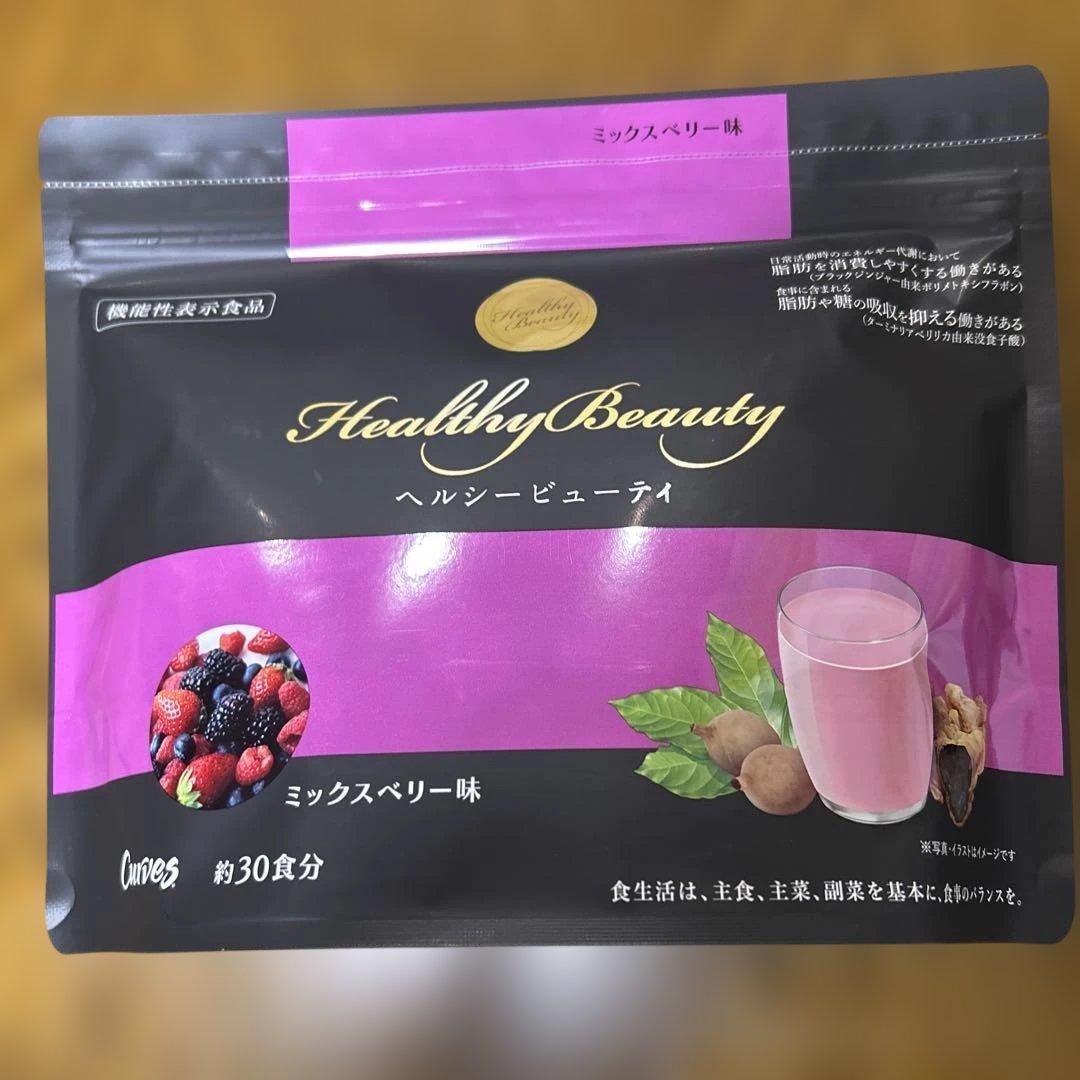 ミックスベリー味
機能性表示食品
Healthy
Beauty
日常活動時のエネルギー代謝において
脂肪を消費しやすくする働きがある
(ブラックジンジャー由来ポリメトキシフラボン)
食事に含まれる
脂肪や糖の吸収を抑える働きがある
(ターミナリアベリリカ由来没食子酸)
Healthy Beauty
ヘルシービューティ
ミックスベリー味
※写真・イラストはイメージです
Curves
約30食分
食生活は、主食、主菜、副菜を基本に、食事のバランスを。